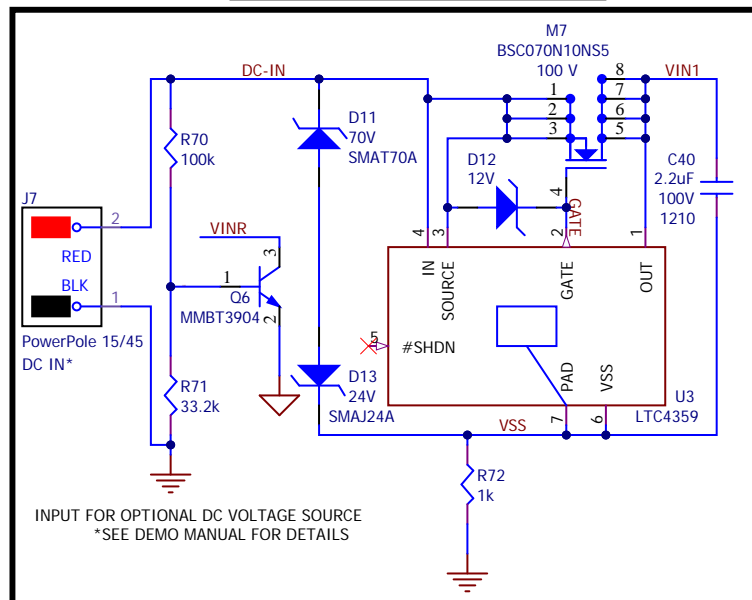 M7
BSC070N10NS5
100 V
DC-IN
VIN1
8
7
6
5
1
2
3
4
R70
100k
D11
70V
SMAT70A
D12
12V
C40
2.2uF
100V
1210
J7
2
RED
BLK
1
PowerPole 15/45
DC IN*
VINR
3
1
Q6
MMBT3904
2
GATE
4
3
2
1
IN
SOURCE
GATE
OUT
5
#SHDN
PAD
VSS
7
6
U3
LTC4359
R71
33.2k
D13
24V
SMAJ24A
VSS
R72
1k
INPUT FOR OPTIONAL DC VOLTAGE SOURCE
*SEE DEMO MANUAL FOR DETAILS